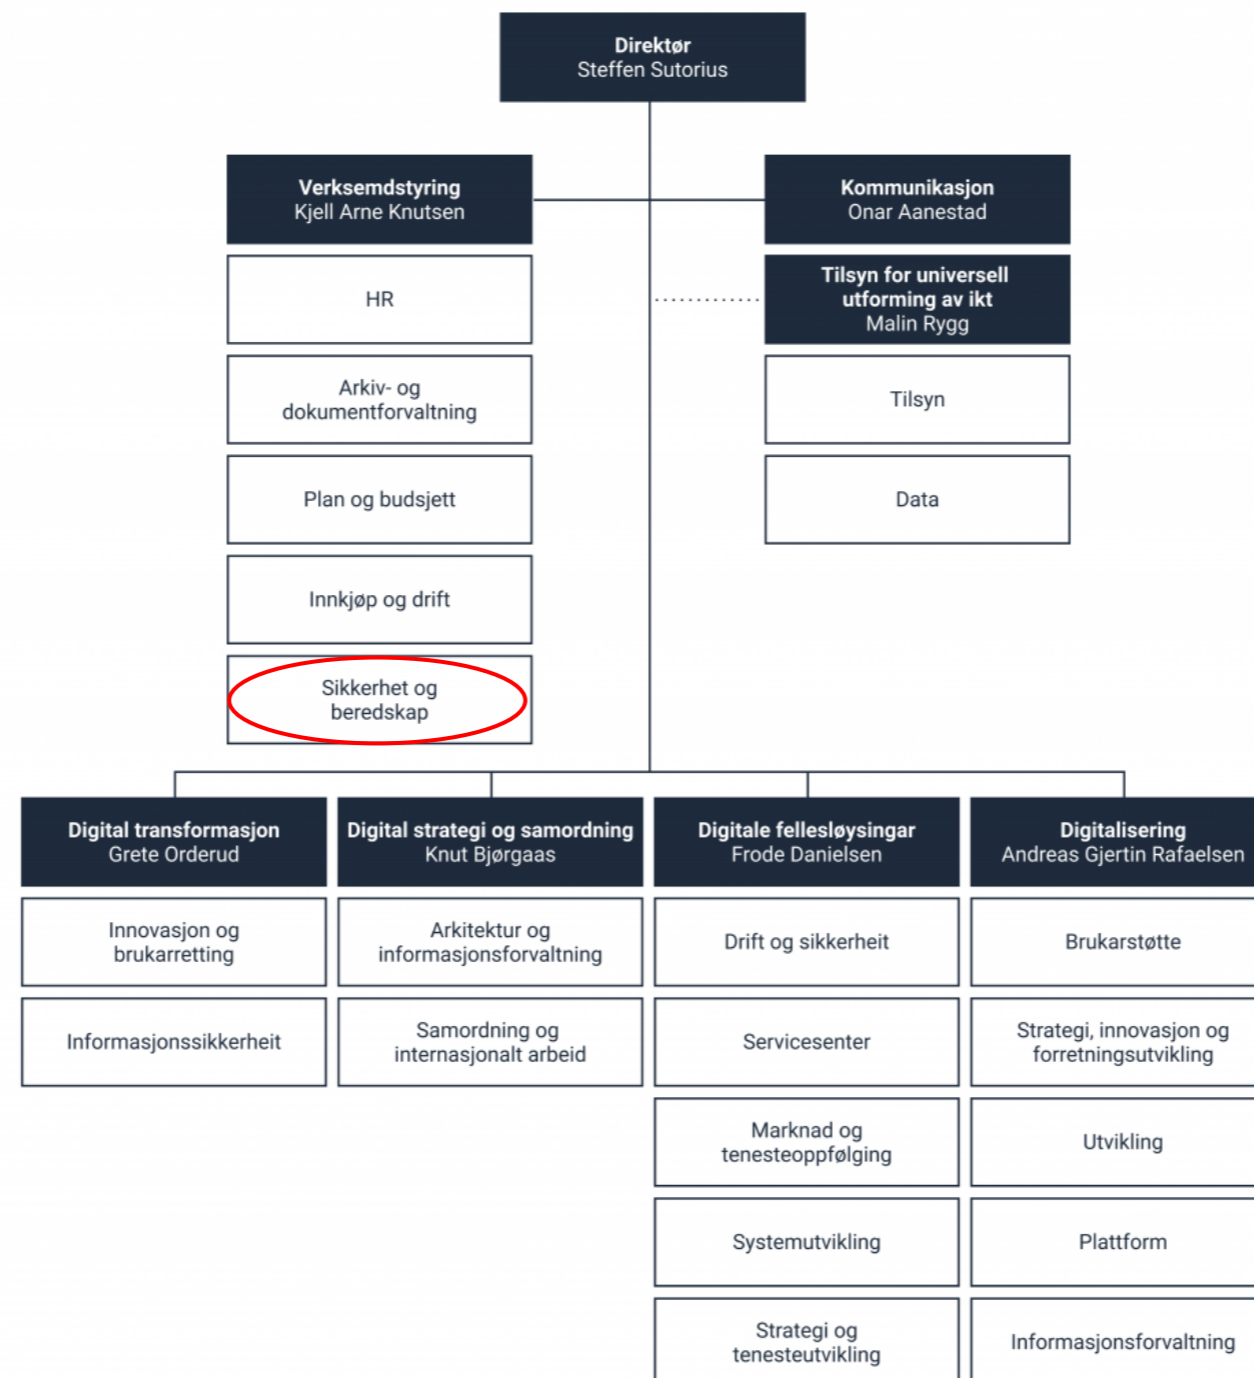 Direktør
Steffen Sutorius
Verksemdstyring
Kjell Arne Knutsen
HR
Arkiv- og
dokumentforvaltning
Plan og budsjett
Innkjøp og drift
Sikkerhet og
beredskap
Kommunikasjon
Onar Aanestad
Tilsyn for universell
utforming av ikt
Malin Rygg
Tilsyn
Data
Digital transformasjon
Grete Orderud
Innovasjon og
brukarretting
Informasjonssikkerheit
Digital strategi og samordning
Knut Bjørgaas
Arkitektur og
informasjonsforvaltning
Samordning og
internasjonalt arbeid
Digitale fellesløysingar
Frode Danielsen
Drift og sikkerheit
Servicesenter
Marknad og
tenesteoppfølging
Systemutvikling
Strategi og
tenesteutvikling
Digitalisering
Andreas Gjertin Rafaelsen
Brukarstøtte
Strategi, innovasjon og
forretningsutvikling
Utvikling
Plattform
Informasjonsforvaltning